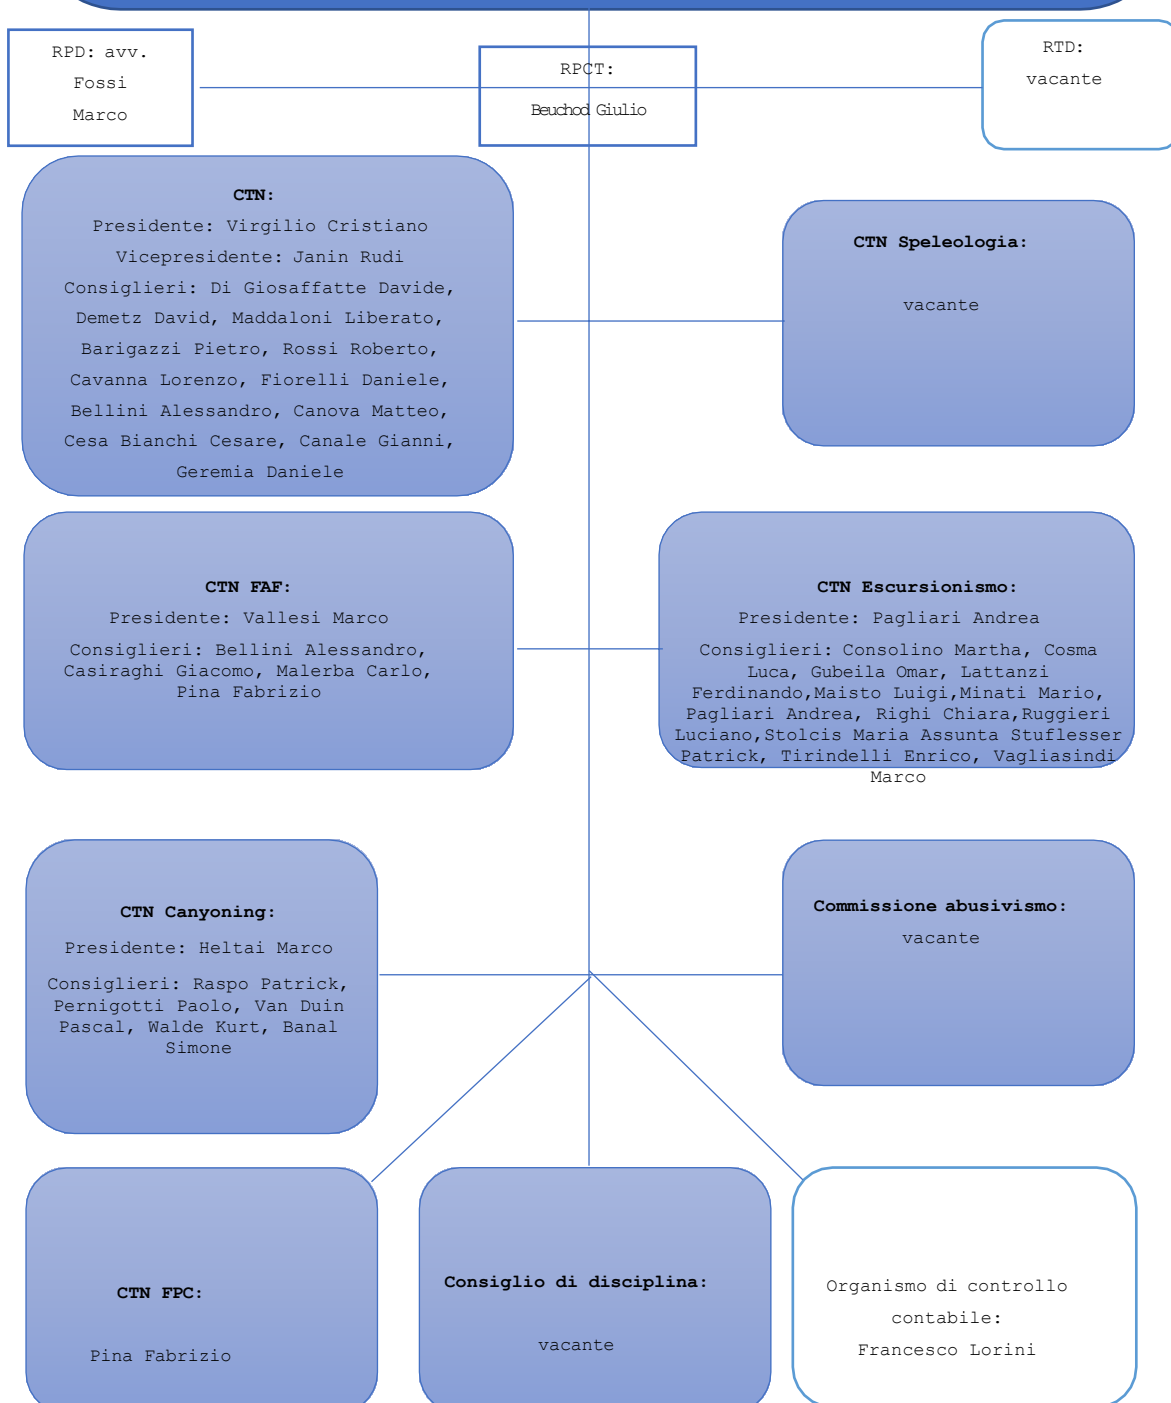 RPD: avv.
Fossi
Marco
RPCT:
Beuchod Giulio
RTD:
vacante
CTN:
Presidente: Virgilio Cristiano
Vicepresidente: Janin Rudi
Consiglieri: Di Giosaffatte Davide,
Demetz David, Maddaloni Liberato,
Barigazzi Pietro, Rossi Roberto,
Cavanna Lorenzo, Fiorelli Daniele,
Bellini Alessandro, Canova Matteo,
Cesa Bianchi Cesare, Canale Gianni,
Geremia Daniele
CTN Speleologia:
vacante
CTN FAF:
Presidente: Vallesi Marco
Consiglieri: Bellini Alessandro,
Casiraghi Giacomo, Malerba Carlo,
Pina Fabrizio
CTN Escursionismo:
Presidente: Pagliari Andrea
Consiglieri: Consolino Martha, Cosma
Luca, Gubeila Omar, Lattanzi
Ferdinando,Maisto Luigi,Minati Mario,
Pagliari Andrea, Righi Chiara,Ruggieri
Luciano,Stolcis Maria Assunta Stuflesser
Patrick, Tirindelli Enrico, Vagliasindi
Marco
CTN Canyoning:
Presidente: Heltai Marco
Consiglieri: Raspo Patrick,
Pernigotti Paolo, Van Duin
Pascal, Walde Kurt, Banal
Simone
Commissione abusivismo:
vacante
CTN FPC:
Pina Fabrizio
Consiglio di disciplina:
vacante
Organismo di controllo
contabile:
Francesco Lorini